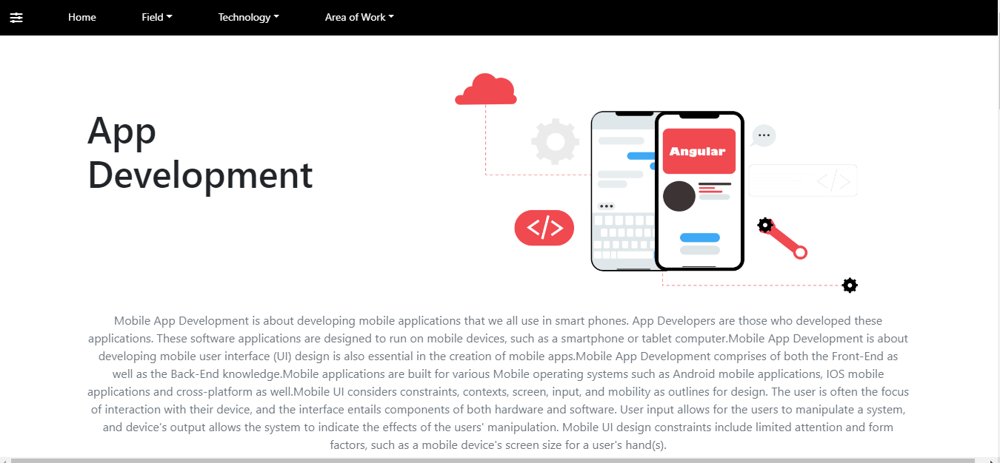 Home Field Technology Area of Work
App
Development
Angular
</>
</>
Mobile App Development is about developing mobile applications that we all use in smart phones. App Developers are those who developed these
applications. These software applications are designed to run on mobile devices, such as a smartphone or tablet computer.Mobile App Development is about
developing mobile user interface (UI) design is also essential in the creation of mobile apps.Mobile App Development comprises of both the Front-End as
well as the Back-End knowledge.Mobile applications are built for various Mobile operating systems such as Android mobile applications, IOS mobile
applications and cross-platform as well.Mobile UI considers constraints, contexts, screen, input, and mobility as outlines for design. The user is often the focus
of interaction with their device, and the interface entails components of both hardware and software. User input allows for the users to manipulate a system,
and device's output allows the system to indicate the effects of the users' manipulation. Mobile UI design constraints include limited attention and form
factors, such as a mobile device's screen size for a user's hand(s).